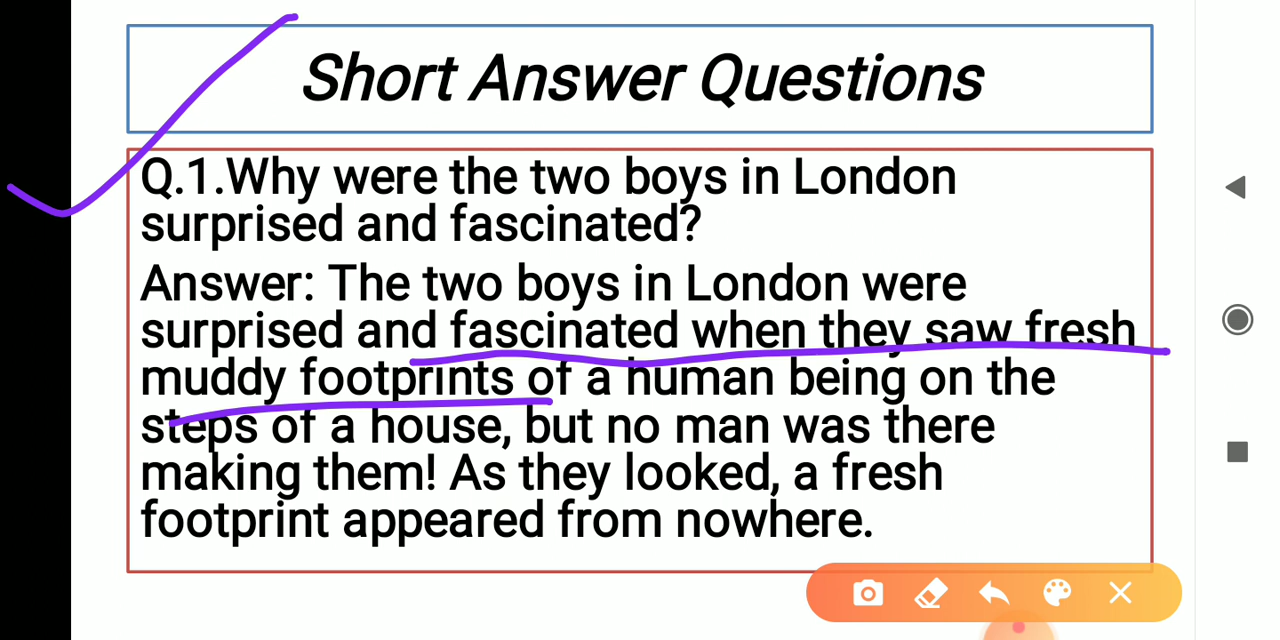 Short Answer Questions
Q.1.Why were the two boys in London
surprised and fascinated?
Answer: The two boys in London were
surprised and fascinated when they saw fresh
muddy footprints of a human being on the
steps of a house, but no man was there
making them! As they looked, a fresh
footprint appeared from nowhere.